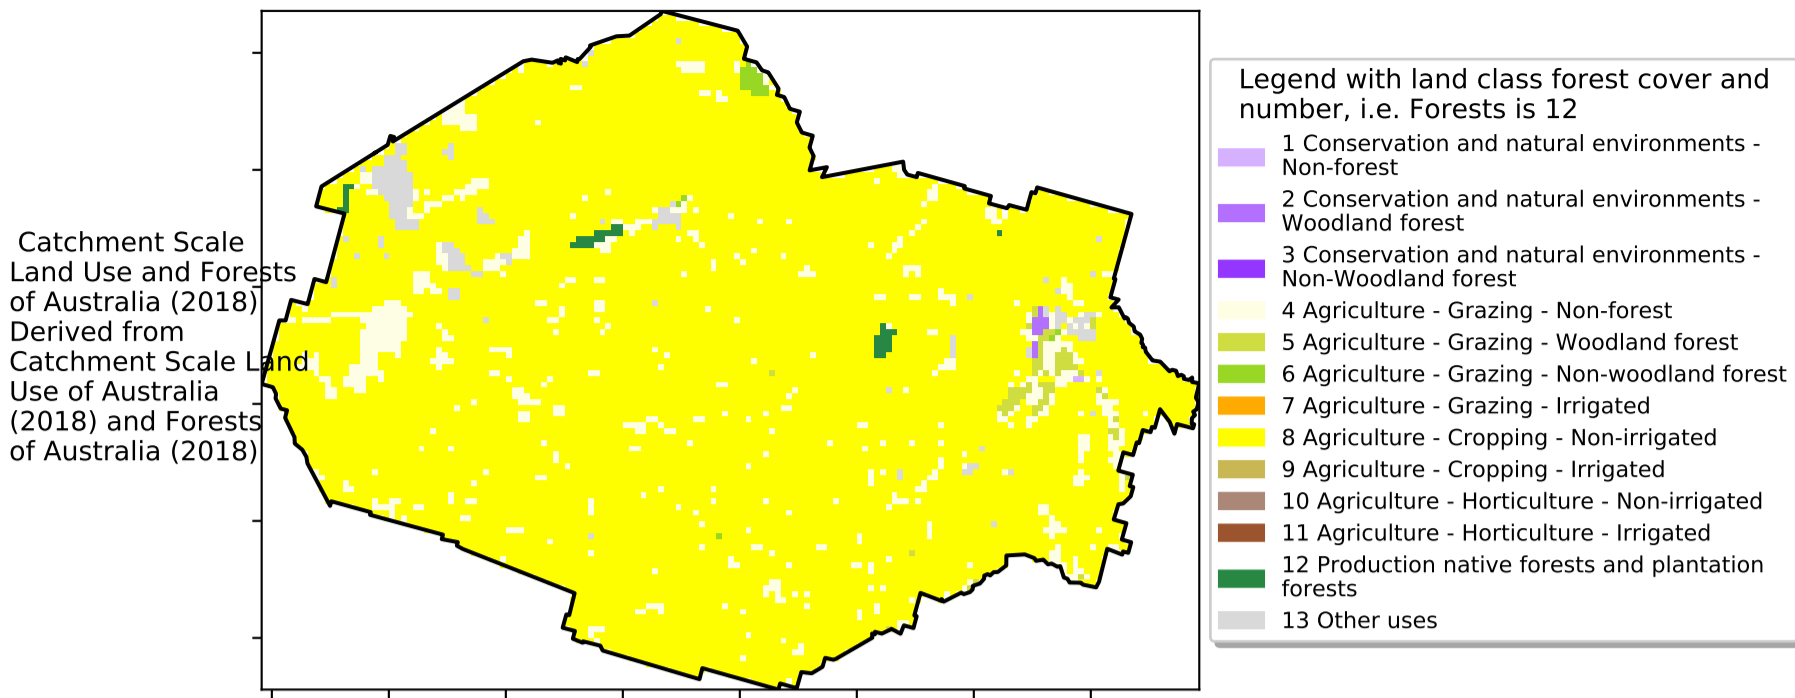 Catchment Scale
Land Use and Forests
of Australia (2018)
Derived from
Catchment Scale Land
Use of Australia
(2018) and Forests
of Australia (2018)
Legend with land class forest cover and
number, i.e. Forests is 12
1 Conservation and natural environments -
Non-forest
2 Conservation and natural environments -
Woodland forest
3 Conservation and natural environments -
Non-Woodland forest
4 Agriculture - Grazing - Non-forest
5 Agriculture - Grazing - Woodland forest
6 Agriculture - Grazing - Non-woodland forest
7 Agriculture - Grazing - Irrigated
8 Agriculture - Cropping - Non-irrigated
9 Agriculture - Cropping - Irrigated
10 Agriculture - Horticulture - Non-irrigated
11 Agriculture - Horticulture - Irrigated
12 Production native forests and plantation
forests
13 Other uses